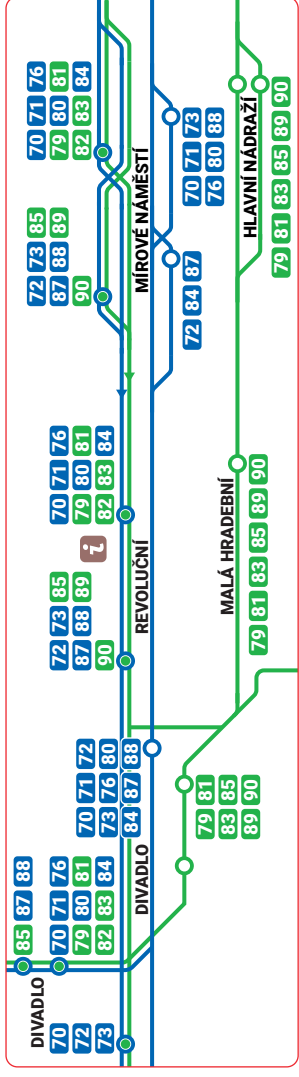 DIVADLO
85 87 88
70 71 76
79 80 81
82 83 84
70
72
73
DIVADLO
70 71 72
73 76 80
84 87 88
79 81
83 85
89 90
72 73 85
87 88 89
90
i
70 71 76
79 80 81
82 83 84
REVOLUČNÍ
72 73 85
87 88 89
90
70 71 76
79 80 81
82 83 84
MÍROVÉ NÁMĚSTÍ
72 84 87
70 71 73
76 80 88
MALÁ HRADEBNÍ
79 81 83 85 89 90
HLAVNÍ NÁDRAŽÍ
79 81 83 85 89 90